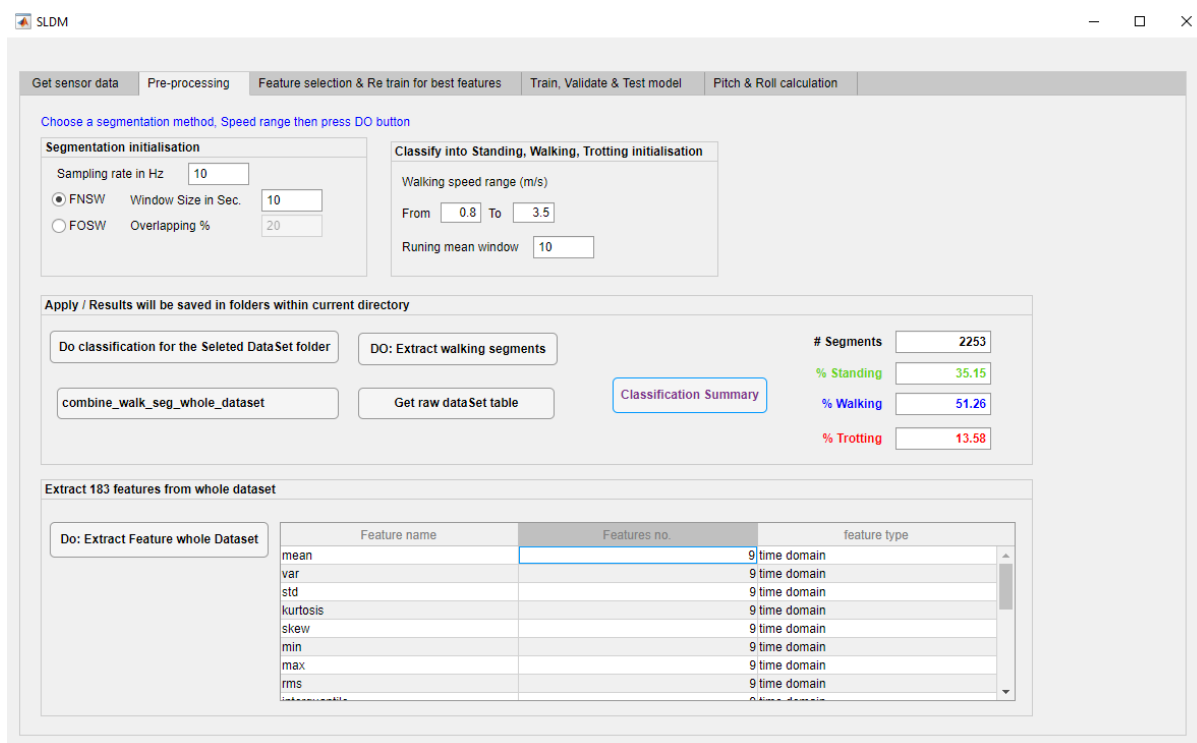 SLDM
Get sensor data
Pre-processing
Feature selection & Re train for best features
Train, Validate & Test model
Pitch & Roll calculation
Choose a segmentation method, Speed range then press DO button
Segmentation initialisation
Sampling rate in Hz 10
FNSW Window Size in Sec. 10
FOSW Overlapping % 20
Classify into Standing, Walking, Trotting initialisation
Walking speed range (m/s)
From 0.8 To 3.5
Runing mean window 10
Apply / Results will be saved in folders within current directory
Do classification for the Seleted DataSet folder
DO: Extract walking segments
combine_walk_seg_whole_dataset
Get raw dataSet table
Classification Summary
# Segments 2253
% Standing 35.15
% Walking 51.26
% Trotting 13.58
Extract 183 features from whole dataset
Do: Extract Feature whole Dataset
Feature name Features no. feature type
mean 9 time domain
var 9 time domain
std 9 time domain
kurtosis 9 time domain
skew 9 time domain
min 9 time domain
max 9 time domain
rms 9 time domain